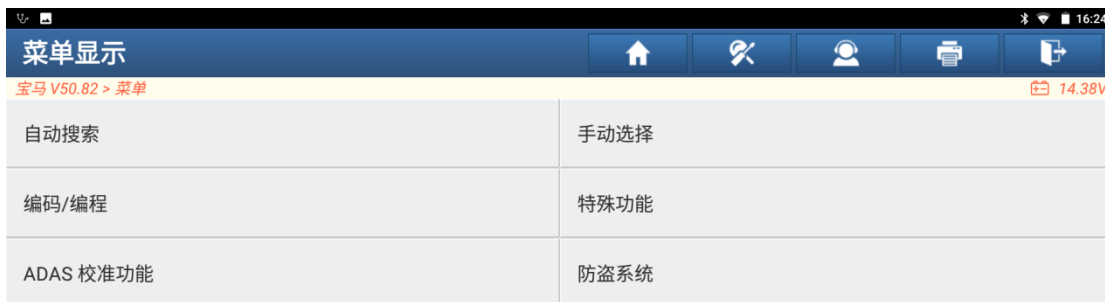 16:24
菜单显示
宝马 V50.82 > 菜单
14.38V
自动搜索
手动选择
编码/编程
特殊功能
ADAS 校准功能
防盗系统